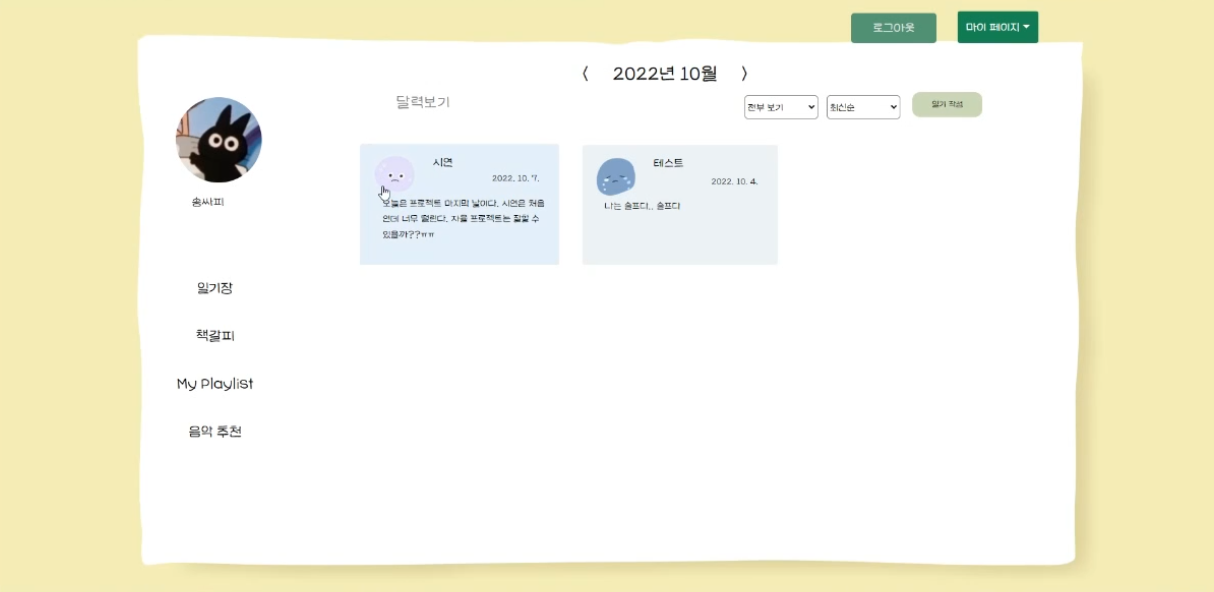 로그아웃
마이 페이지
〈 2022년 10월 〉
달력보기
전부 보기
최신순
일기 작성
솜싸피
일기장
책갈피
My Playlist
음악 추천
시연
2022. 10. 7.
오늘은 프로젝트 마지막 날이다. 시연은 처음
인데 너무 떨린다. 자율 프로젝트는 잘할 수
있을까??ㅠㅠ
테스트
2022. 10. 4.
나는 슬프다.. 슬프다